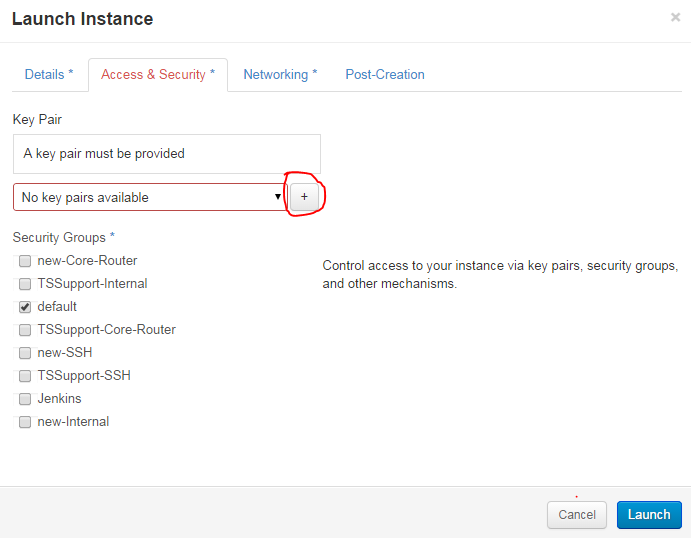 Launch Instance ×
Details * Access & Security * Networking * Post-Creation
Key Pair
A key pair must be provided
No key pairs available +
Security Groups *
new-Core-Router
TSSupport-Internal
default
TSSupport-Core-Router
new-SSH
TSSupport-SSH
Jenkins
new-Internal
Control access to your instance via key pairs, security groups,
and other mechanisms.
Cancel Launch